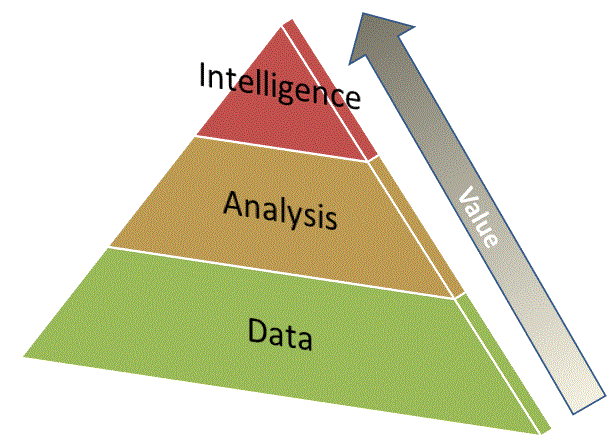 Intelligence
Analysis
Value
Data